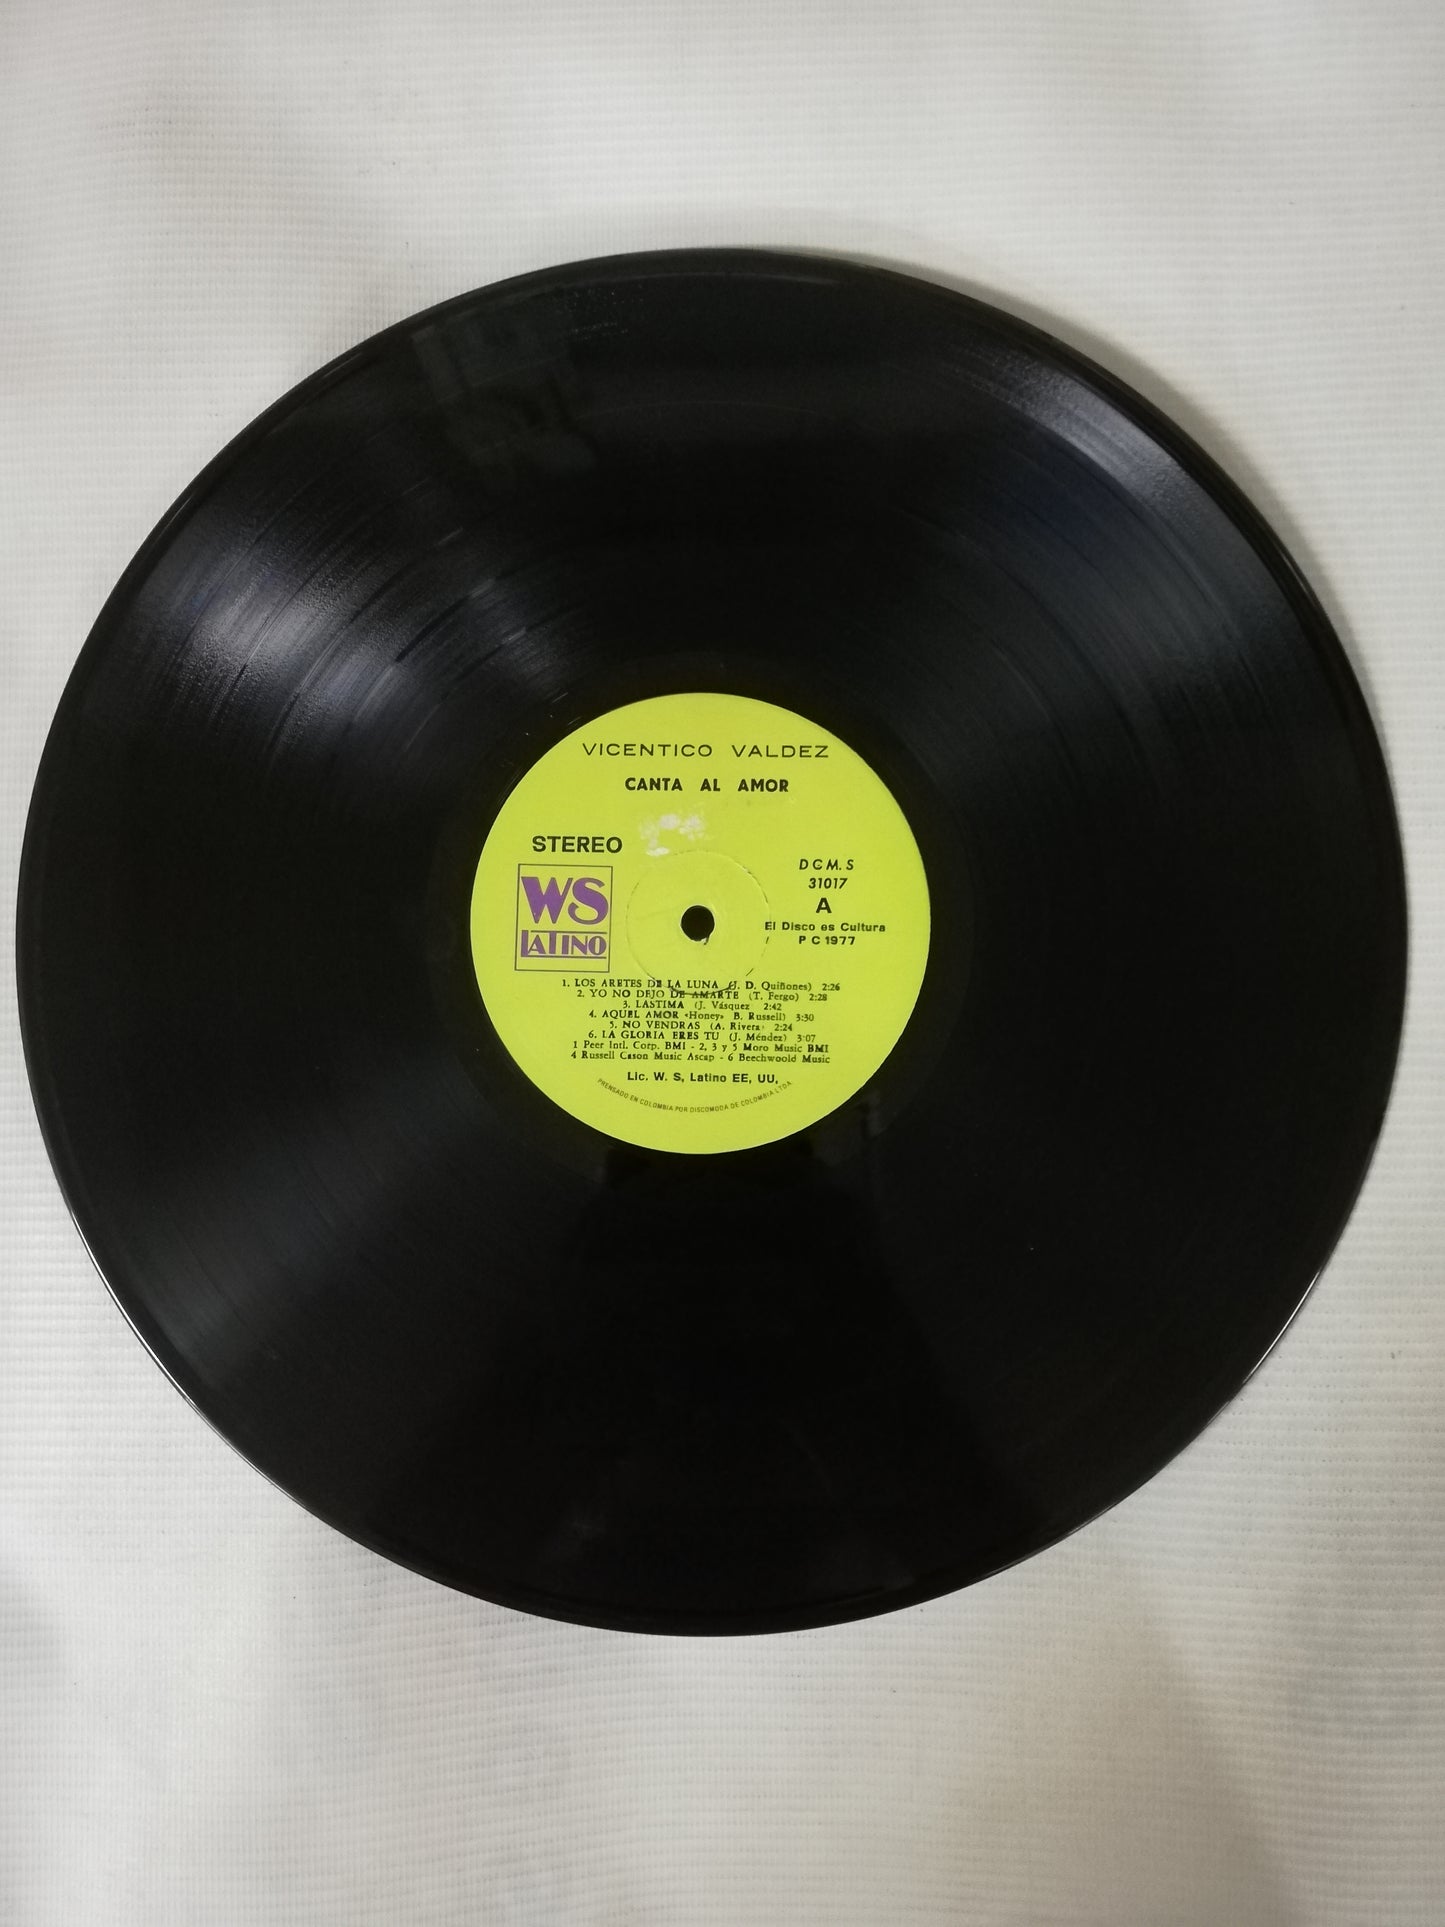 VICENTICO VALDEZ
CANTA AL AMOR
STEREO
WS
LATINO
D C M. S
31017
A
El Disco es Cultura
P C 1977
1. LOS ARETES DE LA LUNA (J. D. Quiñones) 2:26
2. YO NO DEJO DE AMARTE (T. Fergo) 2:28
3. LASTIMA (J. Vásquez 2:42
4. AQUEL AMOR «Honey» B. Russell) 3:30
5. NO VENDRAS (A. Rivera) 2:24
6. LA GLORIA ERES TU (J. Méndez) 3:07
1 Peer Intl. Corp. BMI - 2, 3 y 5 Moro Music BMI
4 Russell Cason Music Ascap - 6 Beechwoold Music
Lic. W. S, Latino EE, UU,
PRENSADO EN COLOMBIA POR DISCOMODA DE COLOMBIA LTDA